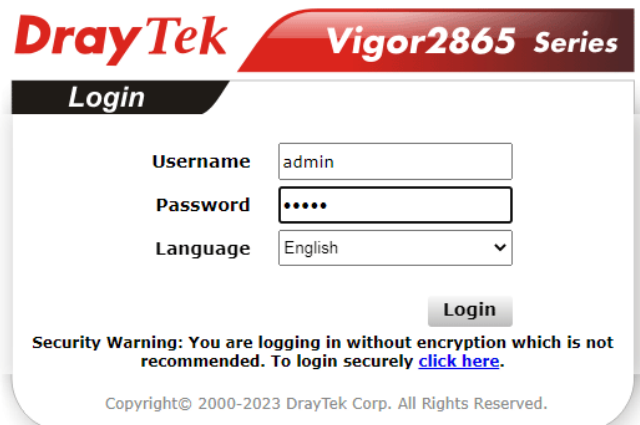 DrayTek Vigor2865 Series
Login
Username admin
Password •••••
Language English
Login
Security Warning: You are logging in without encryption which is not
recommended. To login securely click here.
Copyright© 2000-2023 DrayTek Corp. All Rights Reserved.